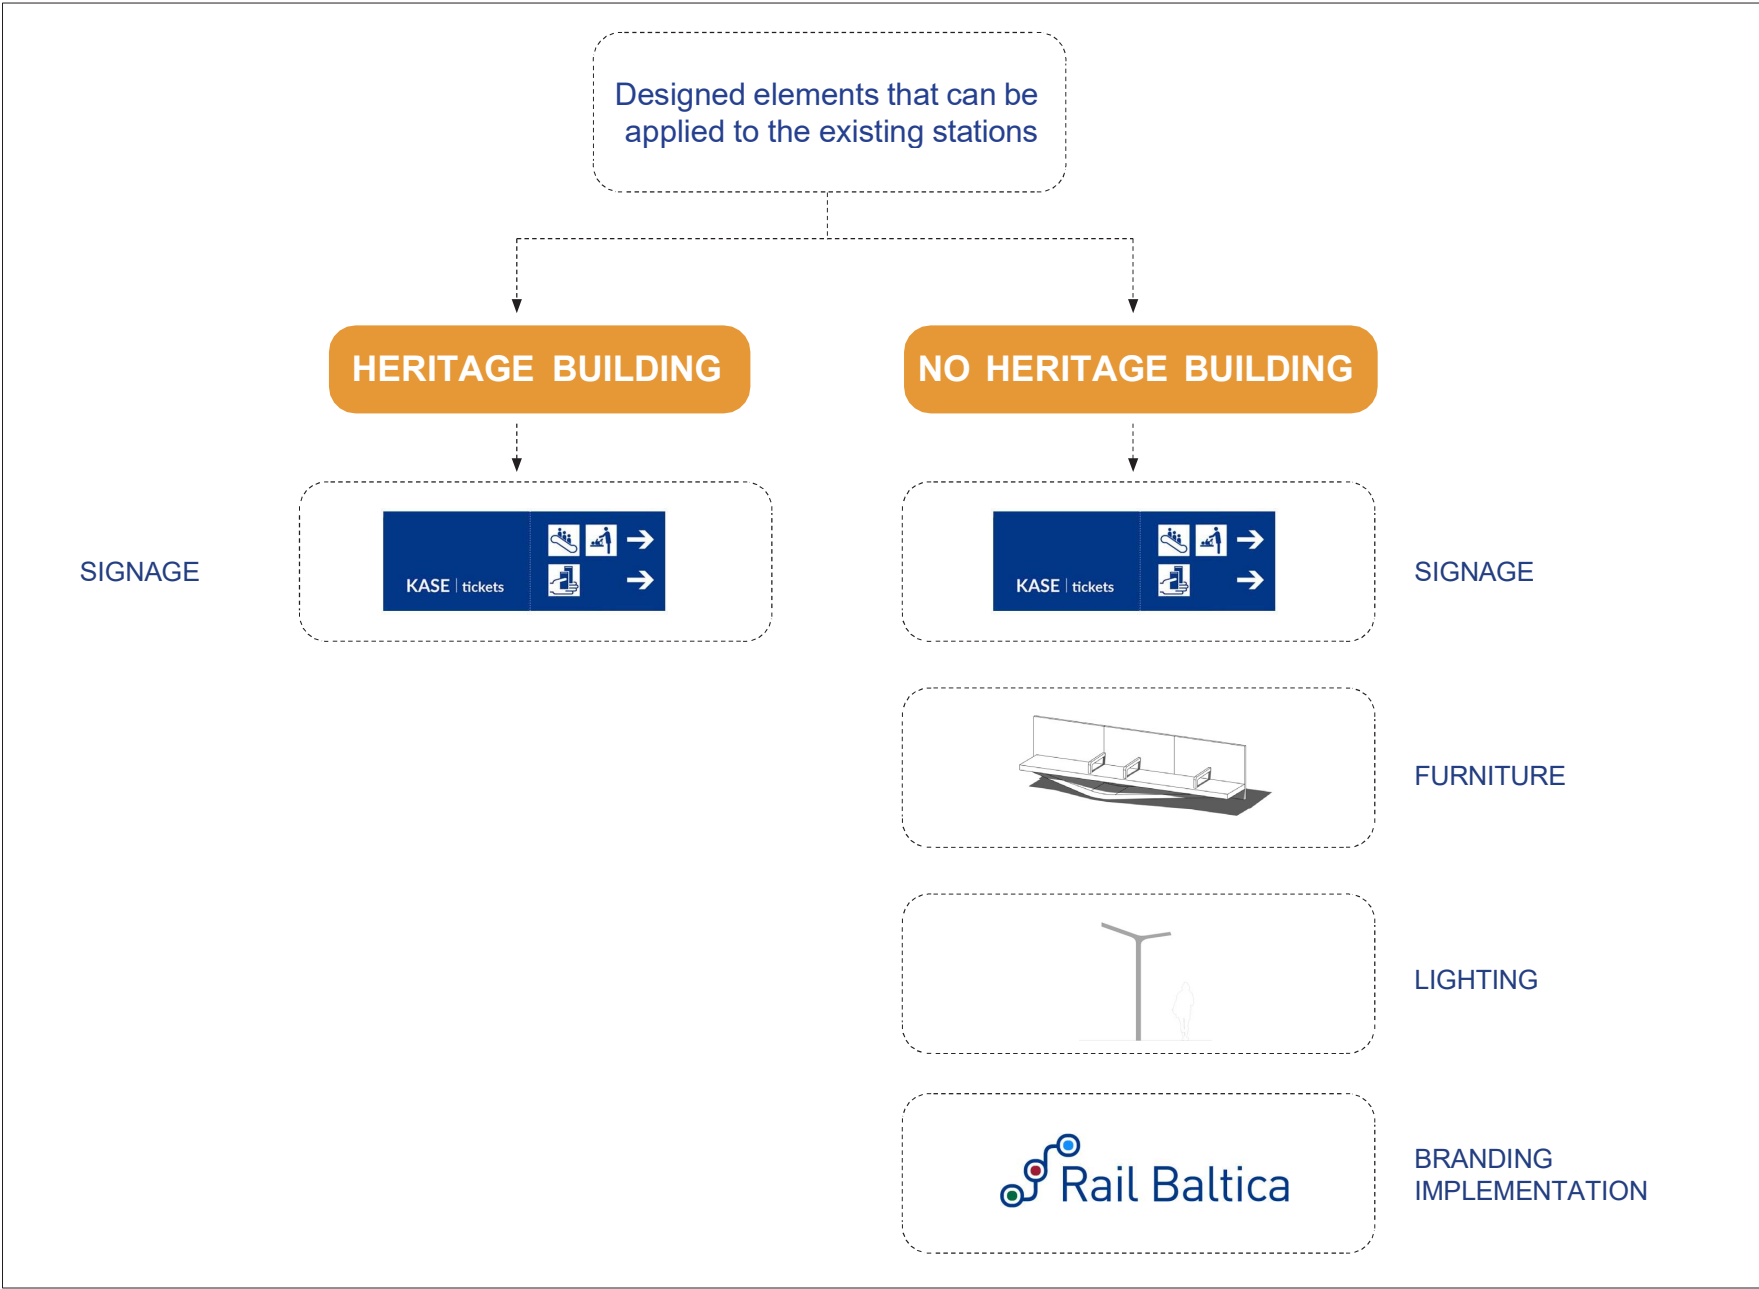 Designed elements that can be
applied to the existing stations
HERITAGE BUILDING
NO HERITAGE BUILDING
SIGNAGE
KASE | tickets
KASE | tickets
SIGNAGE
FURNITURE
LIGHTING
Rail Baltica
BRANDING
IMPLEMENTATION